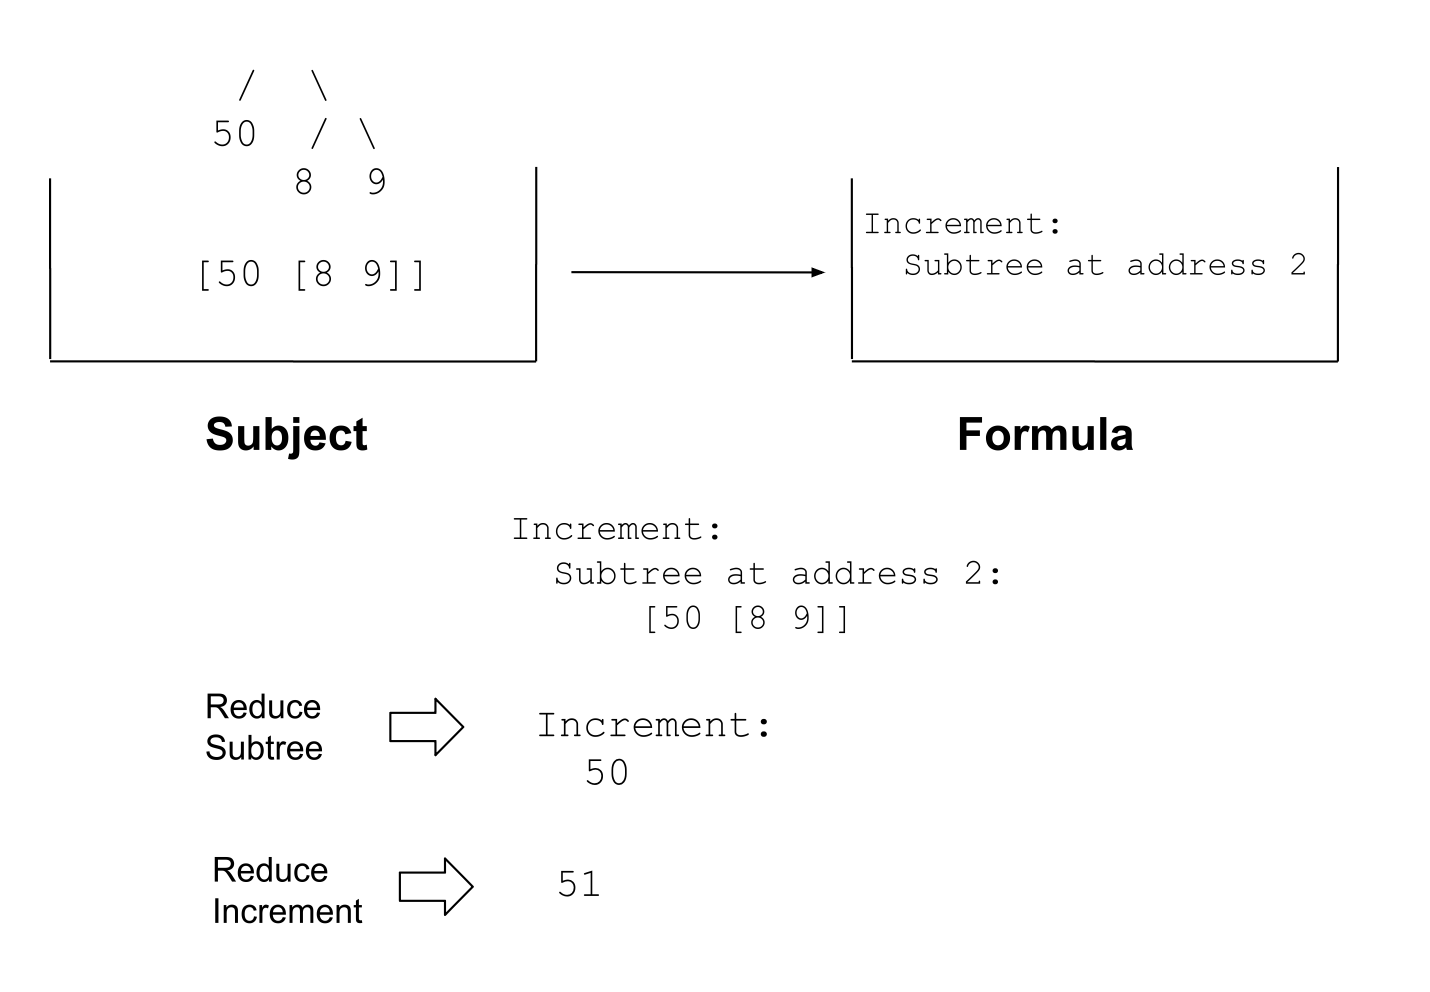 / \
50 / \
8 9
[50 [8 9]]
Increment:
Subtree at address 2
Subject
Formula
Increment:
Subtree at address 2:
[50 [8 9]]
Reduce
Subtree
Increment:
50
Reduce
Increment
51